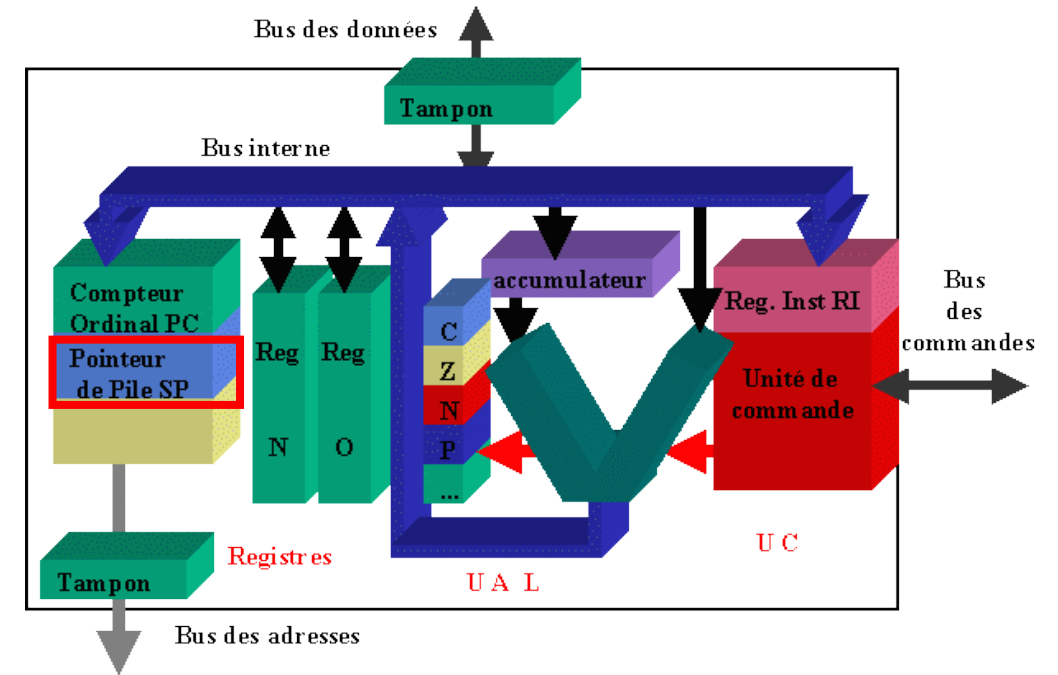 Bus des données
Tampon
Bus interne
Compteur
Ordinal PC
Pointeur
de Pile SP
Reg
N
Reg
O
accumulateur
C
Z
N
P
...
Reg. Inst RI
Unité de
commande
Bus
des
commandes
Registres
U A L
U C
Tampon
Bus des adresses